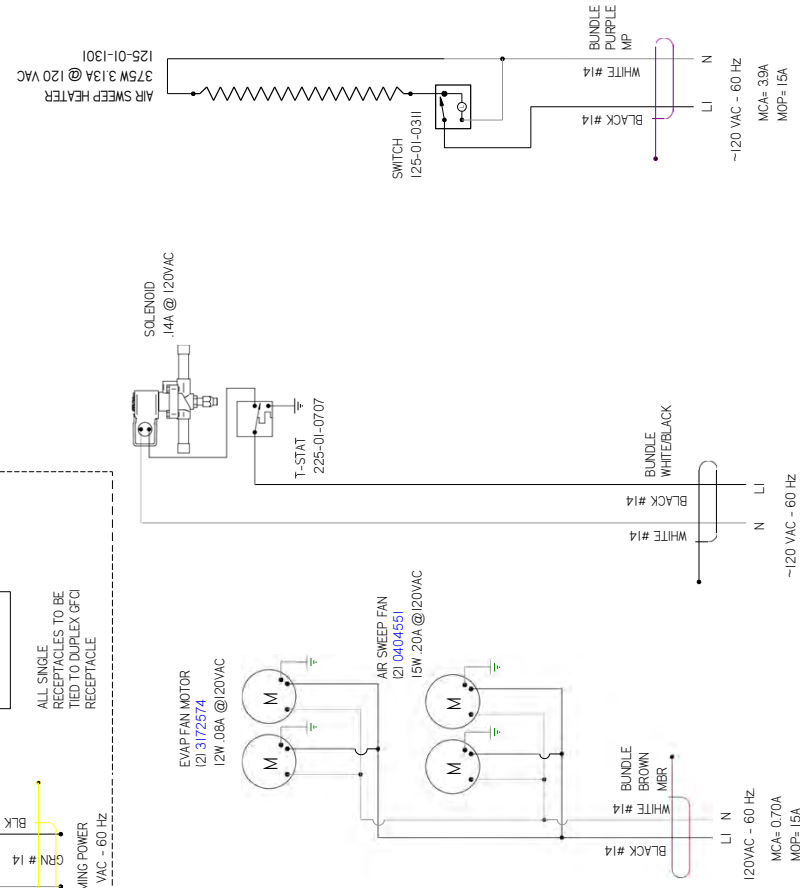 BUNDLE
PURPLE
MP
WHITE #14
BLACK #14
N
L1
~120 VAC - 60 Hz
MCA= 3.9A
MOP= 15A
AIR SWEEP HEATER
375W 3.13A @ 120 VAC
125-01-1301
SWITCH
125-01-0311
SOLENOID
.14A @ 120VAC
T-STAT
225-01-0707
BUNDLE
WHITE/BLACK
BLACK #14
WHITE #14
L1
N
~120 VAC - 60 Hz
ALL SINGLE
RECEPTACLES TO BE
TIED TO DUPLEX GFCI
RECEPTACLE
BLK
GRN # 14
MING POWER
VAC - 60 Hz
EVAP FAN MOTOR
(2) 3172574
12W .08A @120VAC
M
M
AIR SWEEP FAN
(2) 0404551
15W .20A @120VAC
M
M
BUNDLE
BROWN
MBR
WHITE #14
BLACK #14
N
L1
120VAC - 60 Hz
MCA= 0.70A
MOP= 15A